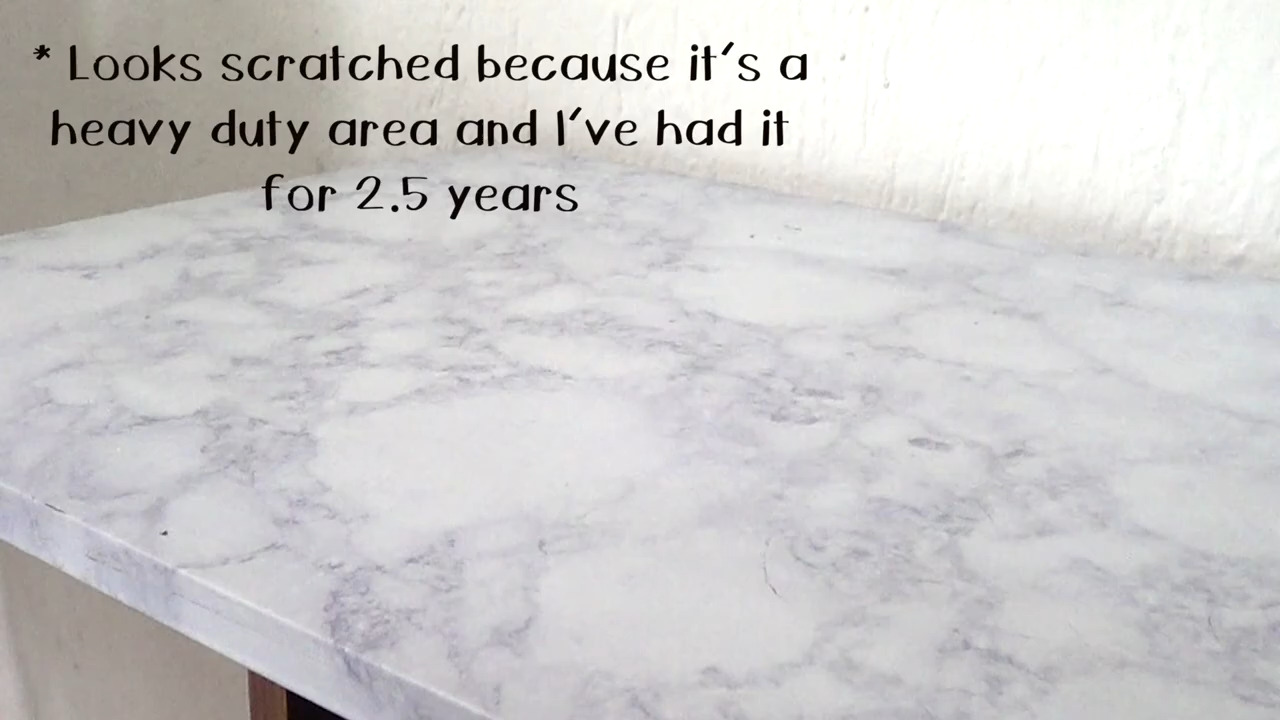 * Looks scratched because it's a
heavy duty area and I've had it
for 2.5 years